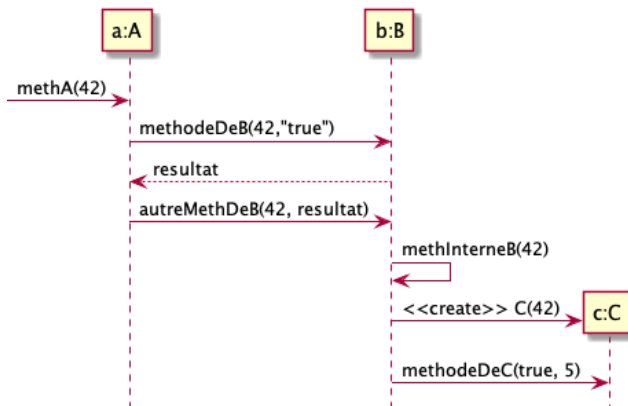 a:A
b:B
methA(42)
methodeDeB(42,"true")
resultat
autreMethDeB(42, resultat)
methInterneB(42)
<<create>> C(42)
c:C
methodeDeC(true, 5)